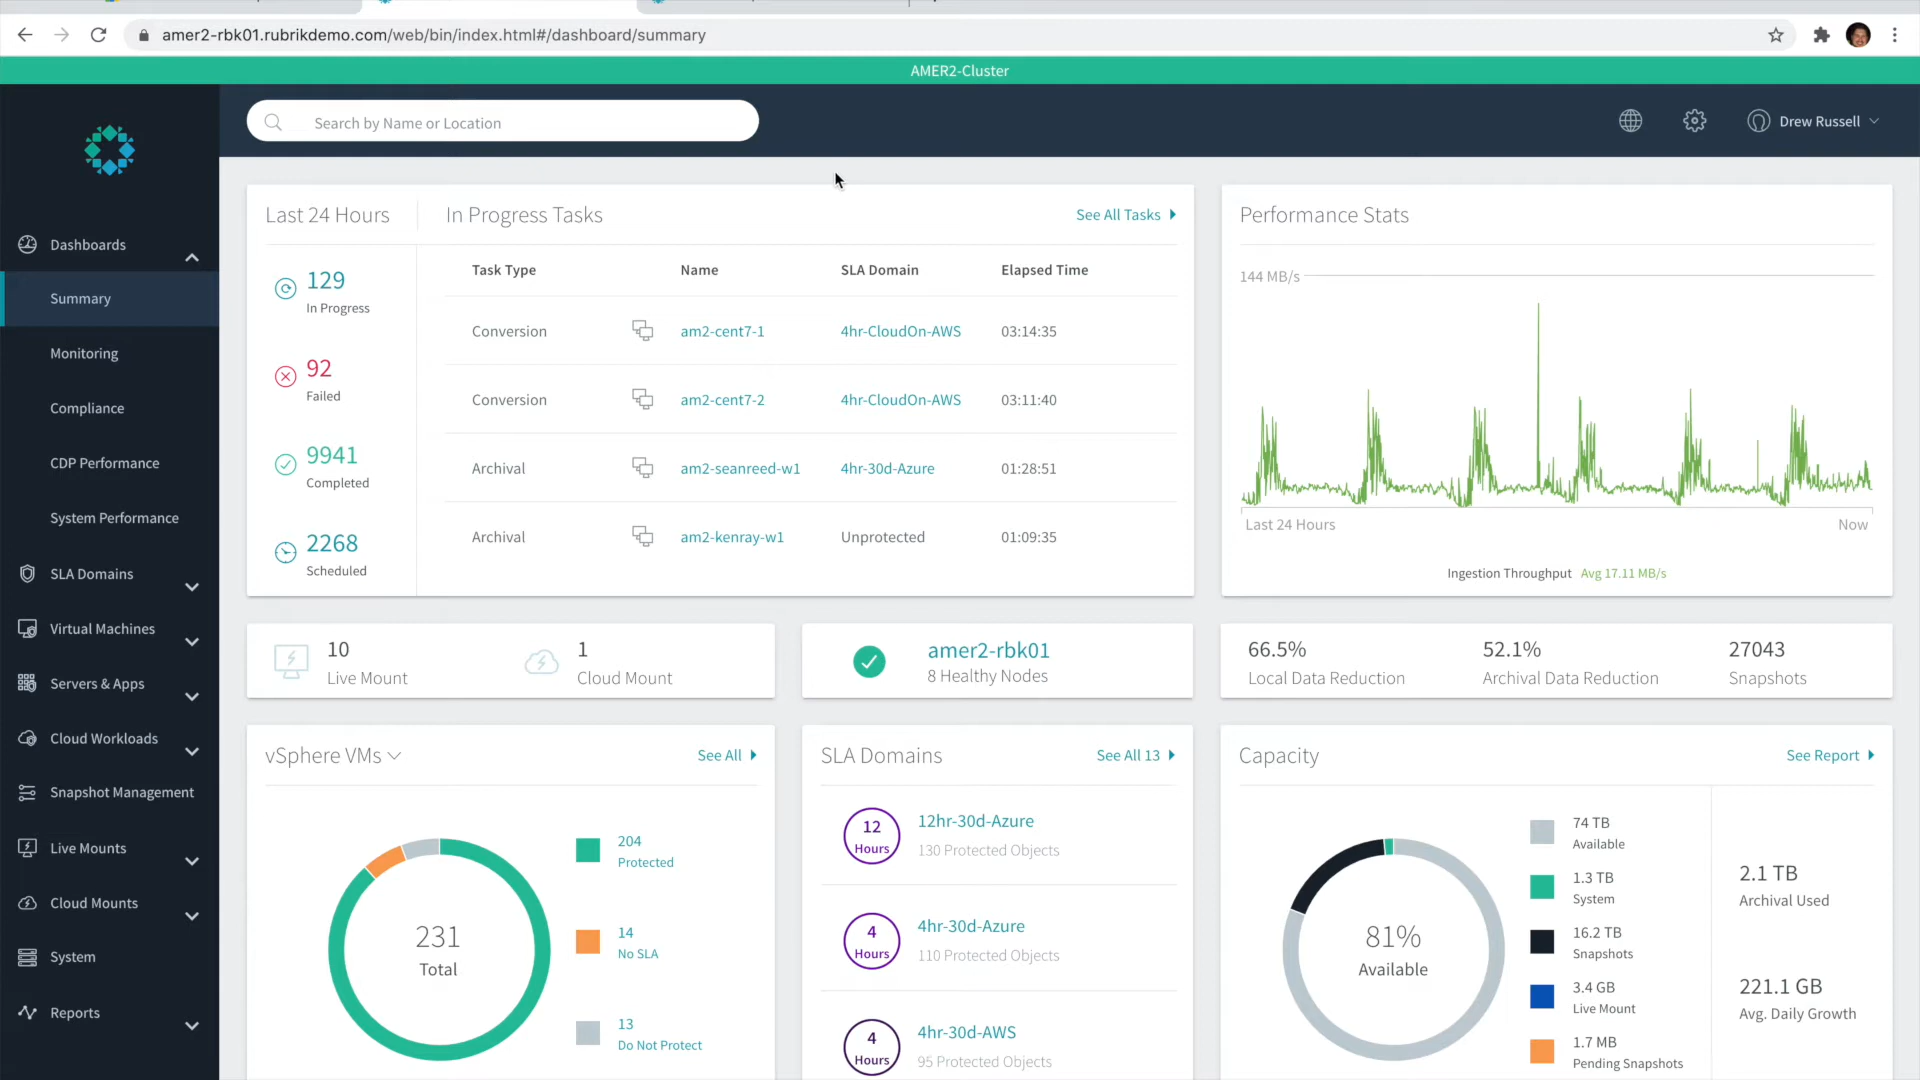 amer2-rbk01.rubrikdemo.com/web/bin/index.html#/dashboard/summary
AMER2-Cluster
Search by Name or Location
Drew Russell
Dashboards
Summary
Monitoring
Compliance
CDP Performance
System Performance
SLA Domains
Virtual Machines
Servers & Apps
Cloud Workloads
Snapshot Management
Live Mounts
Cloud Mounts
System
Reports
Last 24 Hours
129
In Progress
92
Failed
9941
Completed
2268
Scheduled
In Progress Tasks
See All Tasks
Task Type Name SLA Domain Elapsed Time
Conversion am2-cent7-1 4hr-CloudOn-AWS 03:14:35
Conversion am2-cent7-2 4hr-CloudOn-AWS 03:11:40
Archival am2-seanreed-w1 4hr-30d-Azure 01:28:51
Archival am2-kenray-w1 Unprotected 01:09:35
Performance Stats
144 MB/s
Last 24 Hours Now
Ingestion Throughput Avg 17.11 MB/s
10
Live Mount
1
Cloud Mount
amer2-rbk01
8 Healthy Nodes
66.5%
Local Data Reduction
52.1%
Archival Data Reduction
27043
Snapshots
vSphere VMs
See All
231
Total
204
Protected
14
No SLA
13
Do Not Protect
SLA Domains
See All 13
12
Hours
12hr-30d-Azure
130 Protected Objects
4
Hours
4hr-30d-Azure
110 Protected Objects
4
Hours
4hr-30d-AWS
95 Protected Objects
Capacity
See Report
81%
Available
74 TB
Available
1.3 TB
System
16.2 TB
Snapshots
3.4 GB
Live Mount
1.7 MB
Pending Snapshots
2.1 TB
Archival Used
221.1 GB
Avg. Daily Growth